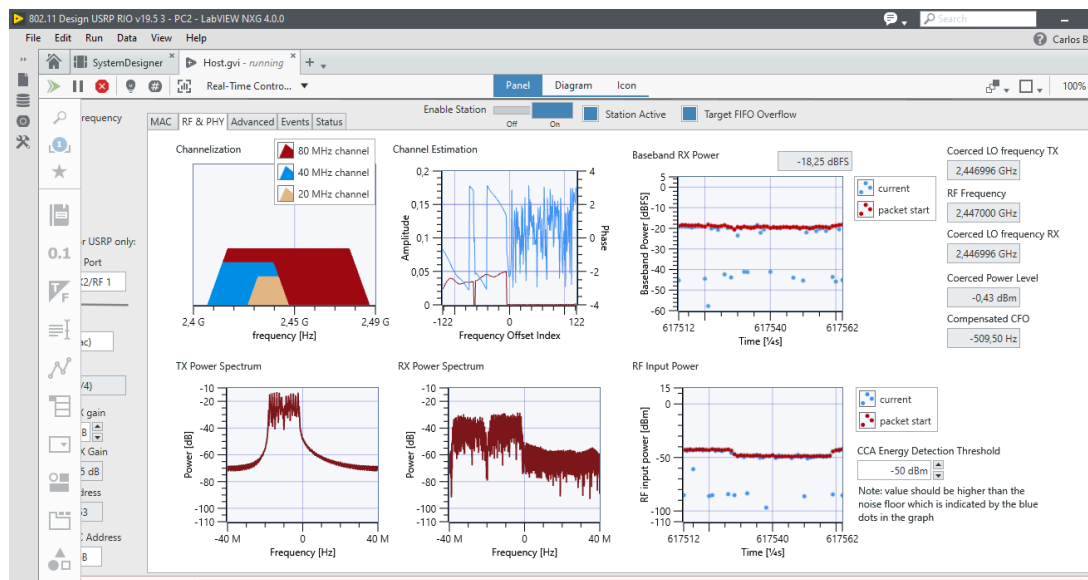 802.11 Design USRP RIO v19.5 3 - PC2 - LabVIEW NXG 4.0.0
Search
File Edit Run Data View Help
Carlos B
SystemDesigner
Host.gvi - running
Real-Time Contro...
Panel Diagram Icon
100%
requency
Enable Station
Off On
Station Active
Target FIFO Overflow
MAC RF & PHY Advanced Events Status
Channelization
80 MHz channel
40 MHz channel
20 MHz channel
2,4 G 2,45 G 2,49 G
frequency [Hz]
Channel Estimation
0,2
0,15
0,1
0,05
0
Amplitude
4
3
2
1
0
-1
-2
-3
-4
Phase
-122 0 122
Frequency Offset Index
Baseband RX Power
-18,25 dBFS
current
packet start
5
0
-10
-20
-30
-40
-50
-60
Baseband Power [dBFS]
617512 617540 617562
Time [¼s]
Coerced LO frequency TX
2,446996 GHz
RF Frequency
2,447000 GHz
Coerced LO frequency RX
2,446996 GHz
Coerced Power Level
-0,43 dBm
Compensated CFO
-509,50 Hz
or USRP only:
Port
X2/RF 1
0.1
ac)
/4)
X gain
B
X Gain
5 dB
dress
53
C Address
B
TX Power Spectrum
-10
-20
-40
-60
-80
-100
-110
Power [dB]
-40 M 0 40 M
Frequency [Hz]
RX Power Spectrum
-10
-20
-40
-60
-80
-100
-110
Power [dB]
-40 M 0 40 M
Frequency [Hz]
RF Input Power
15
0
-50
-100
-110
RF input power [dBm]
617512 617540 617562
Time [¼s]
current
packet start
CCA Energy Detection Threshold
-50 dBm
Note: value should be higher than the
noise floor which is indicated by the blue
dots in the graph